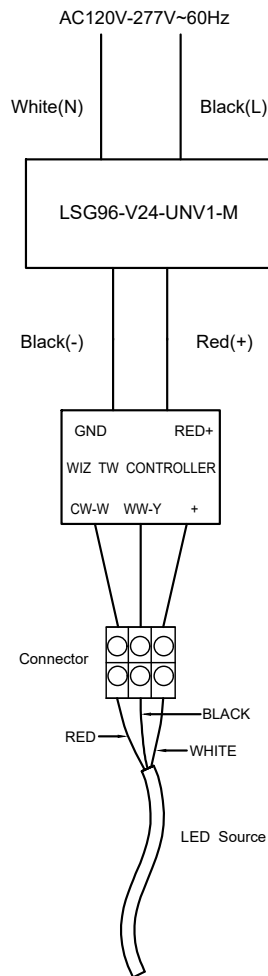 AC120V-277V~60Hz
White(N) Black(L)
LSG96-V24-UNV1-M
Black(-) Red(+)
GND RED+
WIZ TW CONTROLLER
CW-W WW-Y +
Connector
BLACK
RED
WHITE
LED Source